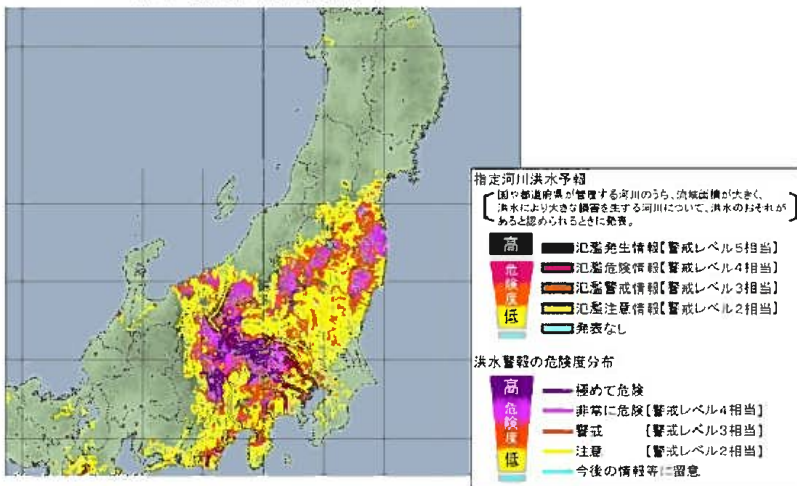 指定河川洪水予報
国や都道府県が管理する河川のうち、流域面積が大きく、
洪水により大きな損害を生ずる河川について、洪水のおそれが
あると認められるときに発表。
高
危険度
低
氾濫発生情報【警戒レベル5相当】
氾濫危険情報【警戒レベル4相当】
氾濫警戒情報【警戒レベル3相当】
氾濫注意情報【警戒レベル2相当】
発表なし
洪水警報の危険度分布
高
危険度
低
極めて危険
非常に危険【警戒レベル4相当】
警戒 【警戒レベル3相当】
注意 【警戒レベル2相当】
今後の情報等に留意